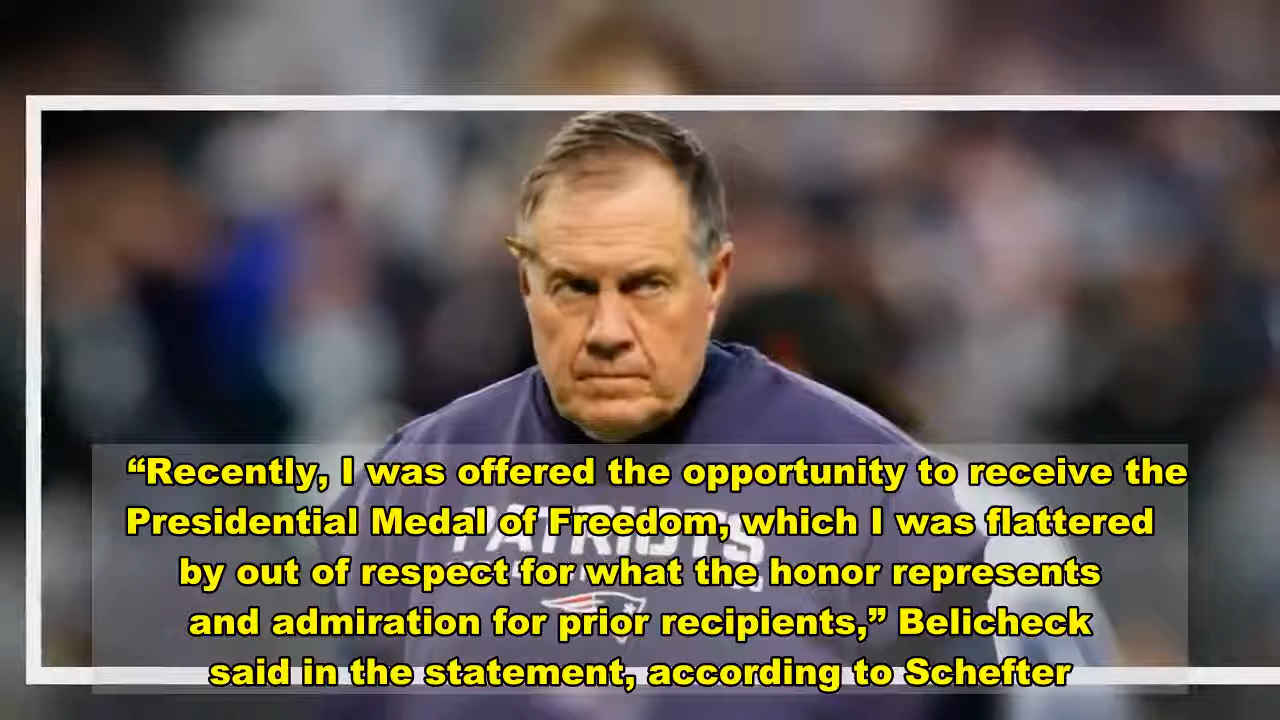 “Recently, I was offered the opportunity to receive the
Presidential Medal of Freedom, which I was flattered
by out of respect for what the honor represents
and admiration for prior recipients,” Belicheck
said in the statement, according to Schefter
PATRIOTS